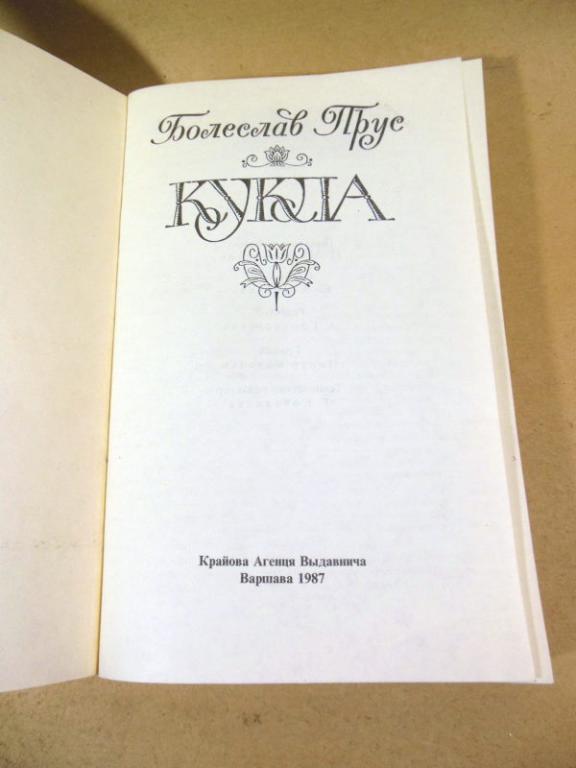 Болеслав Прус
КУКЛА
Крайова Агенця Выдавнича
Варшава 1987